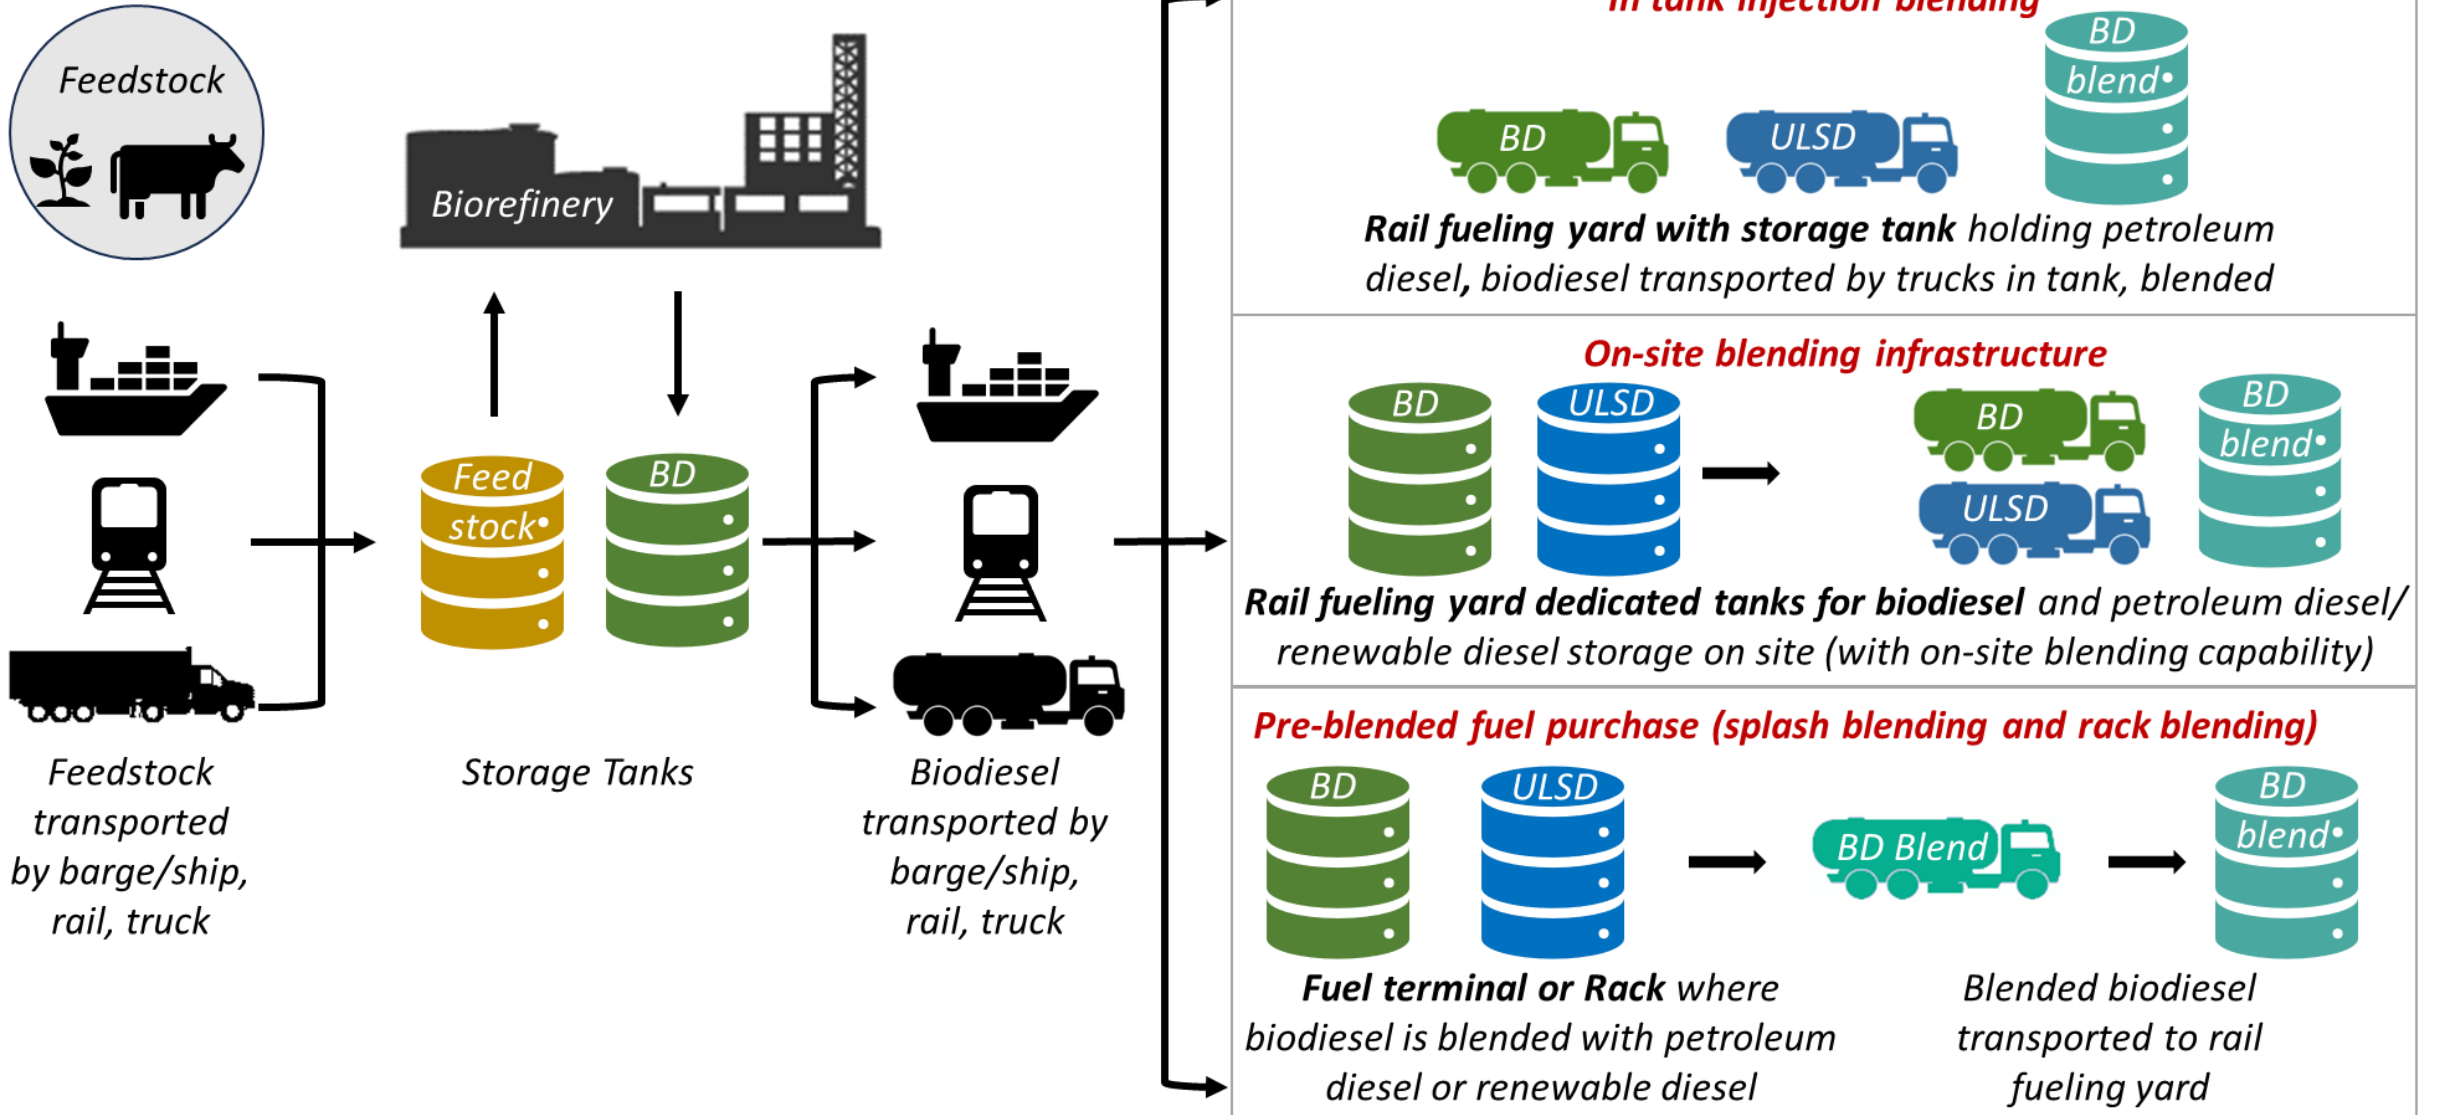 Feedstock
Biorefinery
Feed
stock
BD
Feedstock
transported
by barge/ship,
rail, truck
Storage Tanks
Biodiesel
transported by
barge/ship,
rail, truck
In tank injection blending
BD
ULSD
BD
blend
Rail fueling yard with storage tank holding petroleum
diesel, biodiesel transported by trucks in tank, blended
On-site blending infrastructure
BD
ULSD
BD
ULSD
BD
blend
Rail fueling yard dedicated tanks for biodiesel and petroleum diesel/
renewable diesel storage on site (with on-site blending capability)
Pre-blended fuel purchase (splash blending and rack blending)
BD
ULSD
BD Blend
BD
blend
Fuel terminal or Rack where
biodiesel is blended with petroleum
diesel or renewable diesel
Blended biodiesel
transported to rail
fueling yard